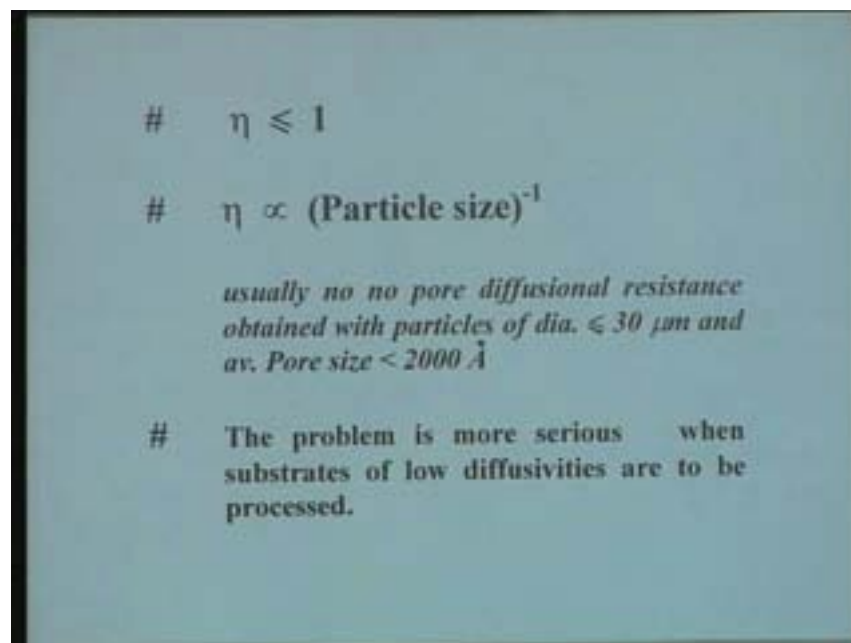 # η ⩽ 1
# η ∝ (Particle size)⁻¹
usually no no pore diffusional resistance
obtained with particles of dia. ⩽ 30 μm and
av. Pore size < 2000 Å
# The problem is more serious when
substrates of low diffusivities are to be
processed.